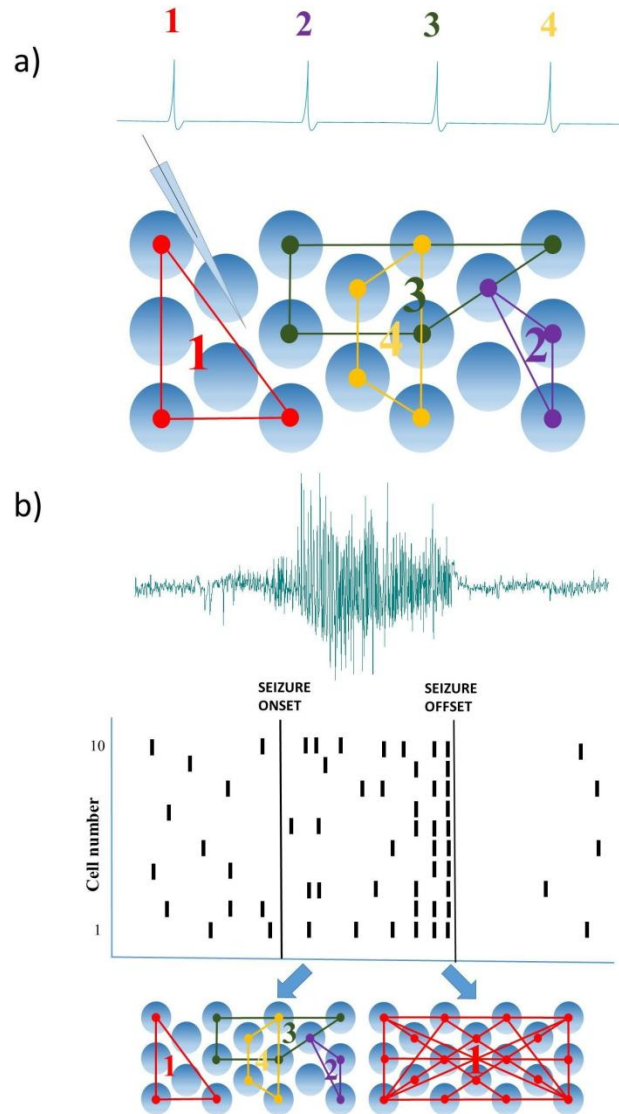 1 2 3 4
a)
3
1 4 2
b)
SEIZURE SEIZURE
ONSET OFFSET
10
Cell number
1
3
1 4 2 1